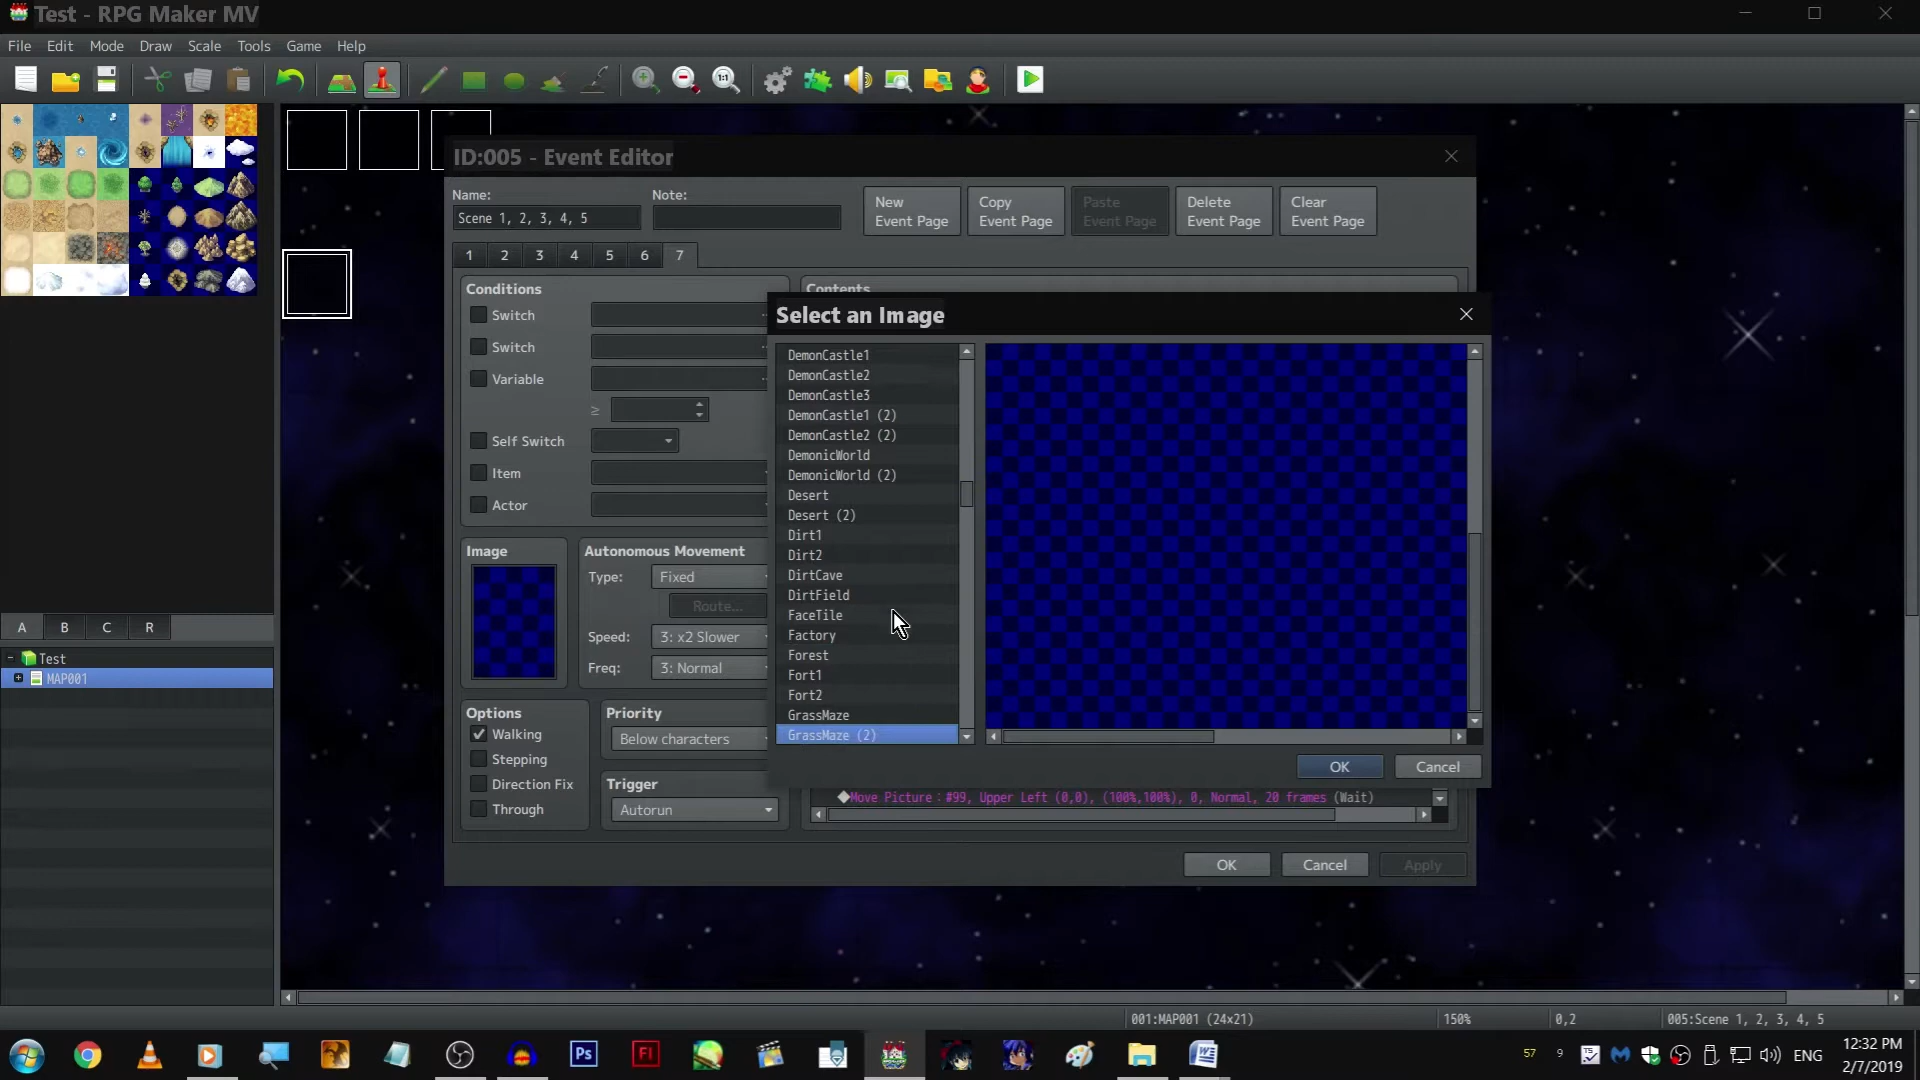 Test - RPG Maker MV
File Edit Mode Draw Scale Tools Game Help
1:1
ID:005 - Event Editor
Name:
Note:
Scene 1, 2, 3, 4, 5
New
Event Page
Copy
Event Page
Paste
Event Page
Delete
Event Page
Clear
Event Page
1 2 3 4 5 6 7
Conditions
Contents
Switch
Switch
Variable
≥
Self Switch
Item
Actor
Select an Image
DemonCastle1
DemonCastle2
DemonCastle3
DemonCastle1 (2)
DemonCastle2 (2)
DemonicWorld
DemonicWorld (2)
Desert
Desert (2)
Dirt1
Dirt2
DirtCave
DirtField
FaceTile
Factory
Forest
Fort1
Fort2
GrassMaze
GrassMaze (2)
OK
Cancel
Image
Autonomous Movement
Type: Fixed
Route...
Speed: 3: x2 Slower
Freq: 3: Normal
Options
Walking
Stepping
Direction Fix
Through
Priority
Below characters
Trigger
Autorun
◆Move Picture : #99, Upper Left (0,0), (100%,100%), 0, Normal, 20 frames (Wait)
OK
Cancel
Apply
A B C R
Test
MAP001
001:MAP001 (24x21)
150%
0,2
005:Scene 1, 2, 3, 4, 5
Ps
Fl
57
9
ENG
12:32 PM
2/7/2019